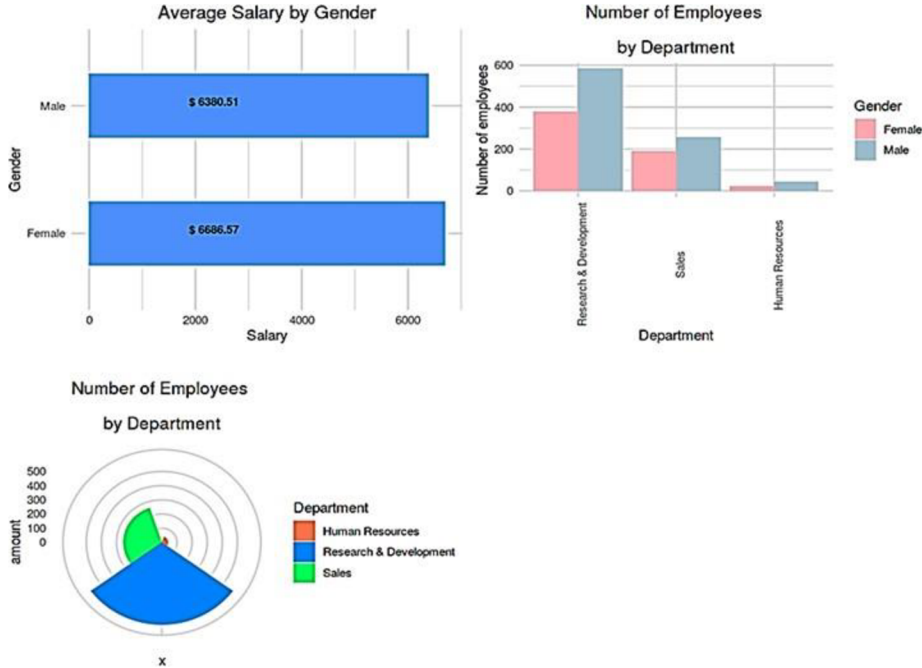 Average Salary by Gender
Gender
Male
$ 6380.51
Female
$ 6686.57
0 2000 4000 6000
Salary
Number of Employees
by Department
Number of employees
600
400
200
0
Research & Development
Sales
Human Resources
Department
Gender
Female
Male
Number of Employees
by Department
amount
500
400
300
200
100
0
x
Department
Human Resources
Research & Development
Sales